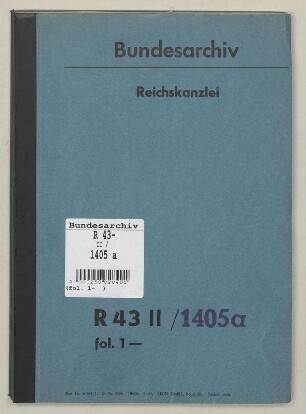 Bundesarchiv
Reichskanzlei
Bundesarchiv
R 43-
II /
1405 a
(fol. 1- )
R 43 II /1405a
fol. 1—